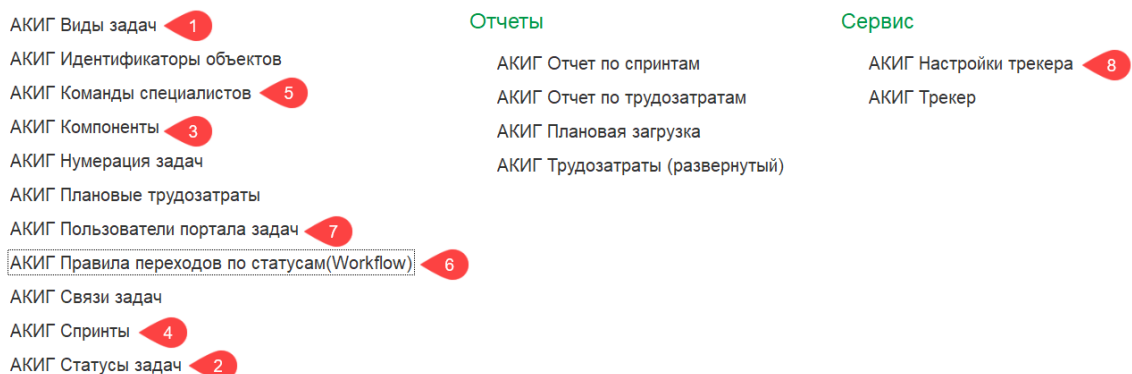 АКИГ Виды задач 1
АКИГ Идентификаторы объектов
АКИГ Команды специалистов 5
АКИГ Компоненты 3
АКИГ Нумерация задач
АКИГ Плановые трудозатраты
АКИГ Пользователи портала задач 7
АКИГ Правила переходов по статусам(Workflow) 6
АКИГ Связи задач
АКИГ Спринты 4
АКИГ Статусы задач 2
Отчеты
АКИГ Отчет по спринтам
АКИГ Отчет по трудозатратам
АКИГ Плановая загрузка
АКИГ Трудозатраты (развернутый)
Сервис
АКИГ Настройки трекера 8
АКИГ Трекер